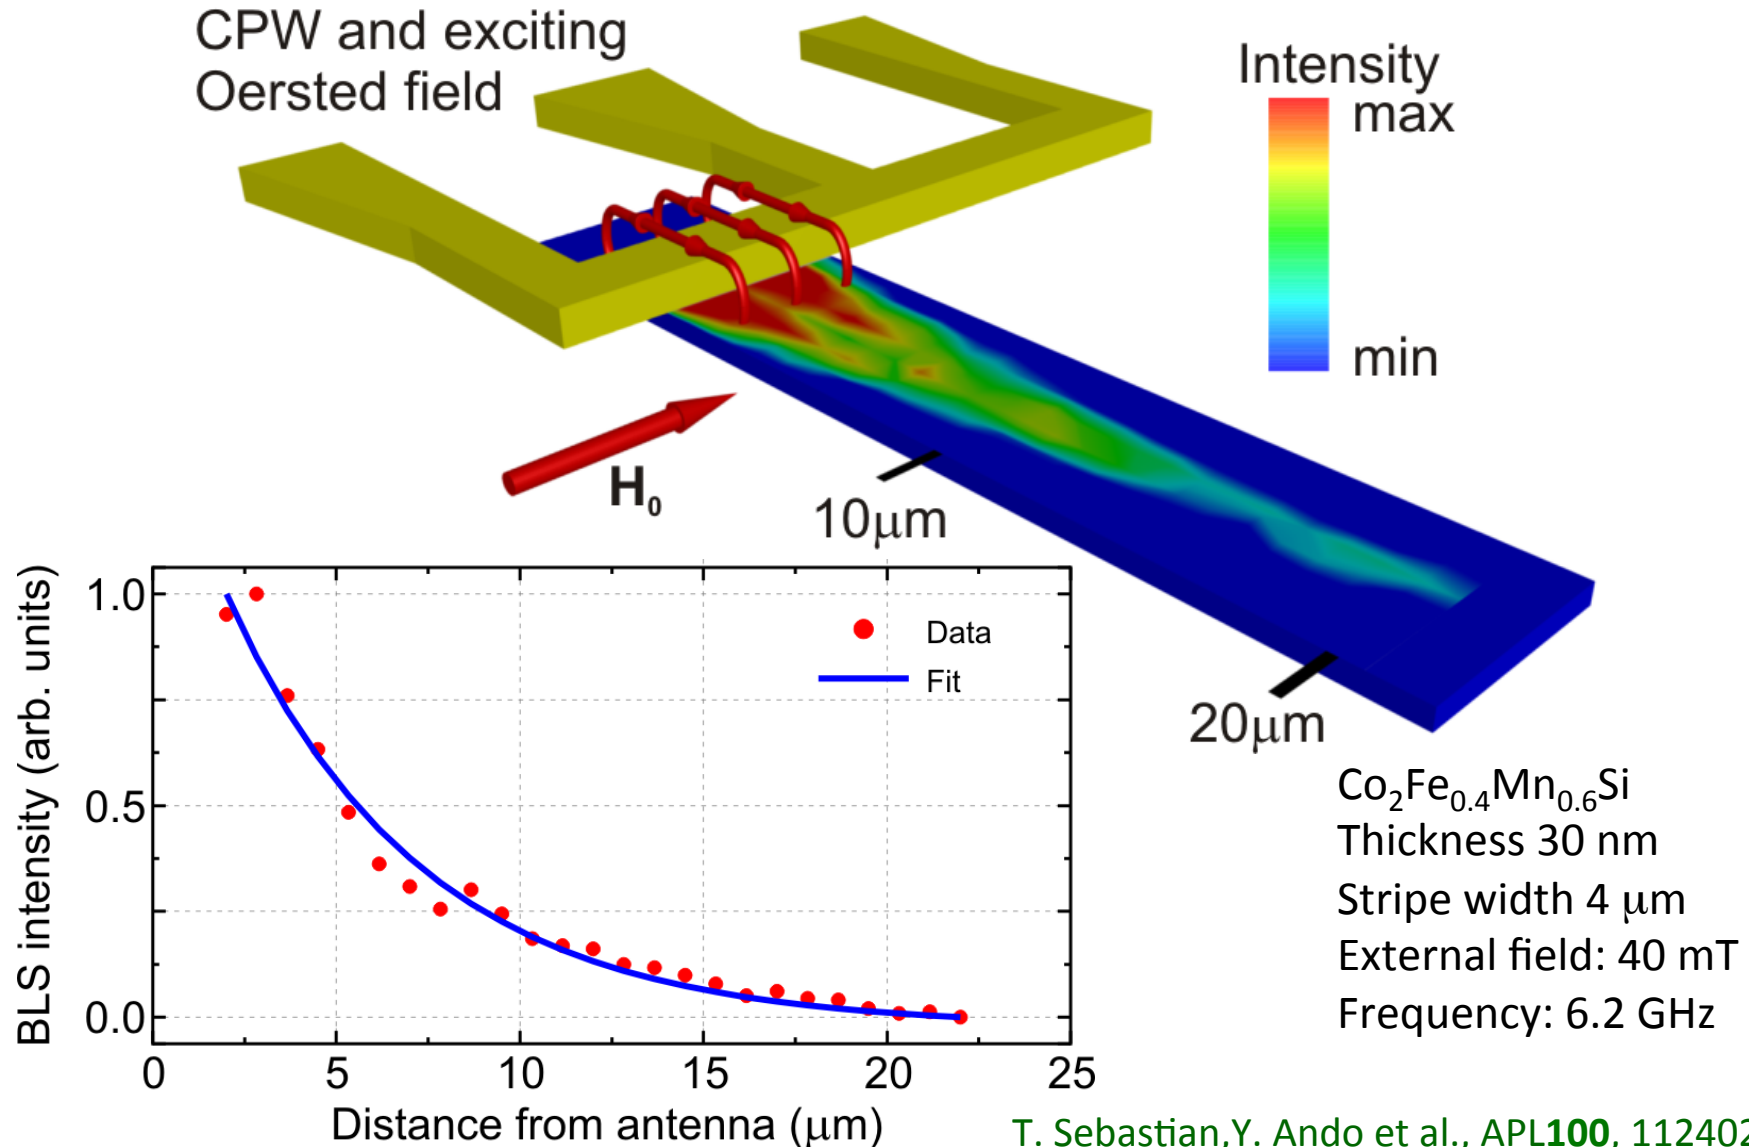 CPW and exciting
Oersted field
Intensity
max
min
H₀
10μm
20μm
BLS intensity (arb. units)
1.0
0.5
0.0
Data
Fit
0 5 10 15 20 25
Distance from antenna (μm)
Co₂Fe₀.₄Mn₀.₆Si
Thickness 30 nm
Stripe width 4 μm
External field: 40 mT
Frequency: 6.2 GHz
T. Sebastian,Y. Ando et al., APL100, 112402